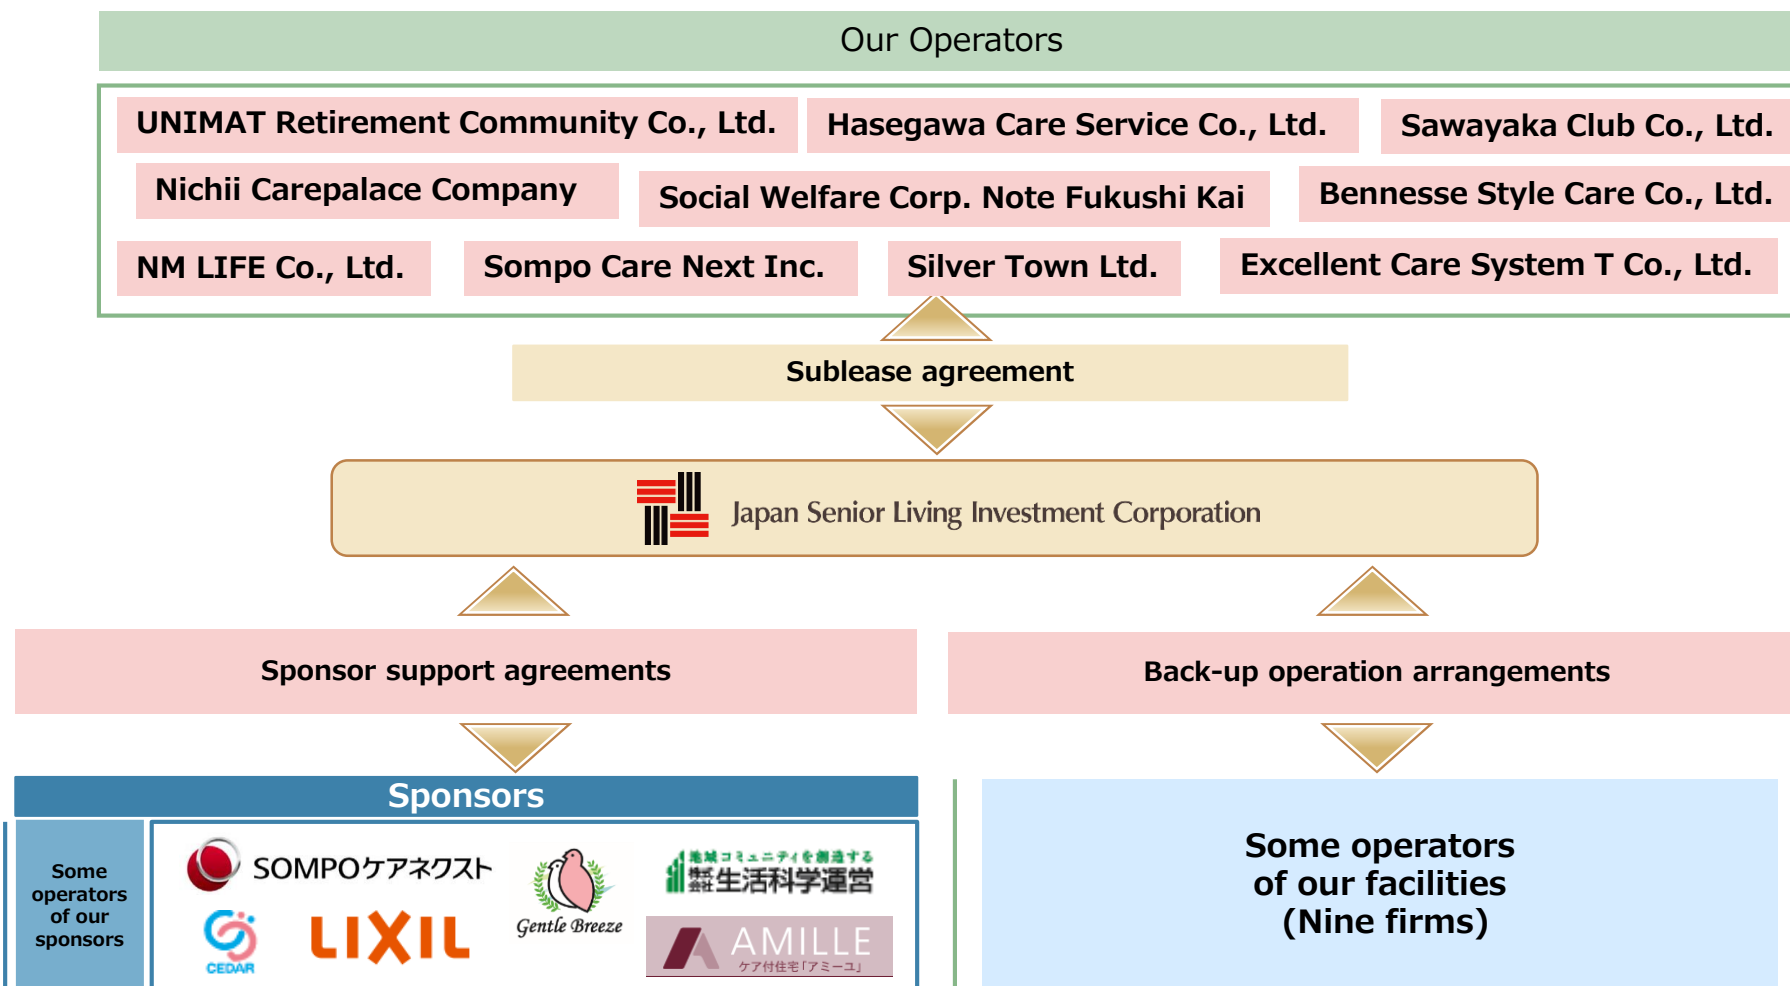 Our Operators
UNIMAT Retirement Community Co., Ltd.
Hasegawa Care Service Co., Ltd.
Sawayaka Club Co., Ltd.
Nichii Carepalace Company
Social Welfare Corp. Note Fukushi Kai
Bennesse Style Care Co., Ltd.
NM LIFE Co., Ltd.
Sompo Care Next Inc.
Silver Town Ltd.
Excellent Care System T Co., Ltd.
Sublease agreement
Japan Senior Living Investment Corporation
Sponsor support agreements
Back-up operation arrangements
Sponsors
Some
operators
of our
sponsors
SOMPOケアネクスト
Gentle Breeze
地域コミュニティを創造する
株式会社生活科学運営
CEDAR
LIXIL
AMILLE
ケア付住宅「アミーユ」
Some operators
of our facilities
(Nine firms)